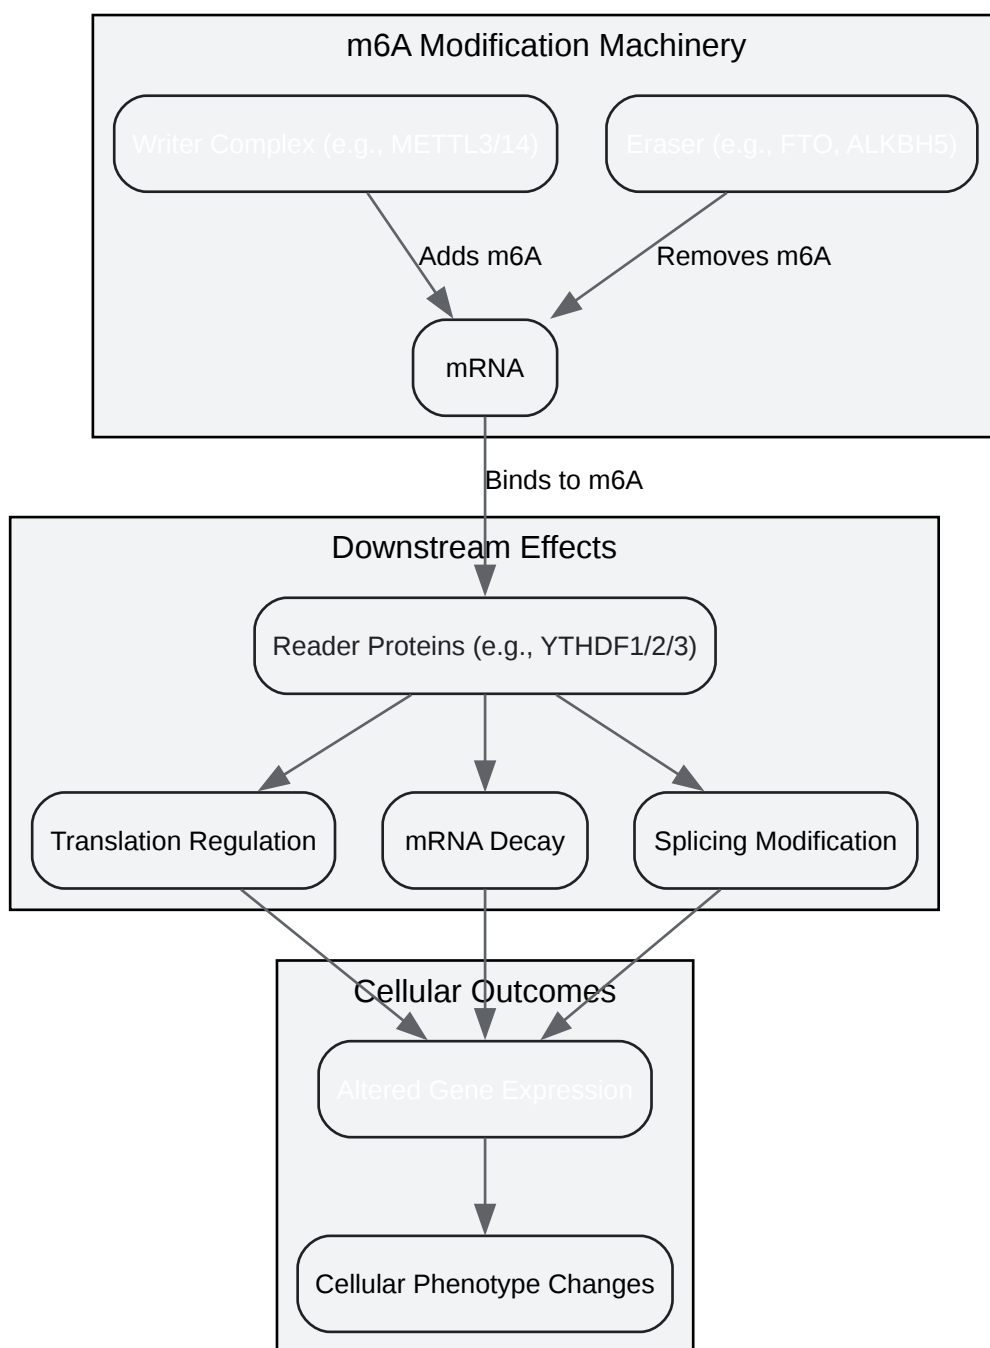 m6A Modification Machinery
Writer Complex (e.g., METTL3/14)
Eraser (e.g., FTO, ALKBH5)
Adds m6A
Removes m6A
mRNA
Binds to m6A
Downstream Effects
Reader Proteins (e.g., YTHDF1/2/3)
Translation Regulation
mRNA Decay
Splicing Modification
Cellular Outcomes
Altered Gene Expression
Cellular Phenotype Changes